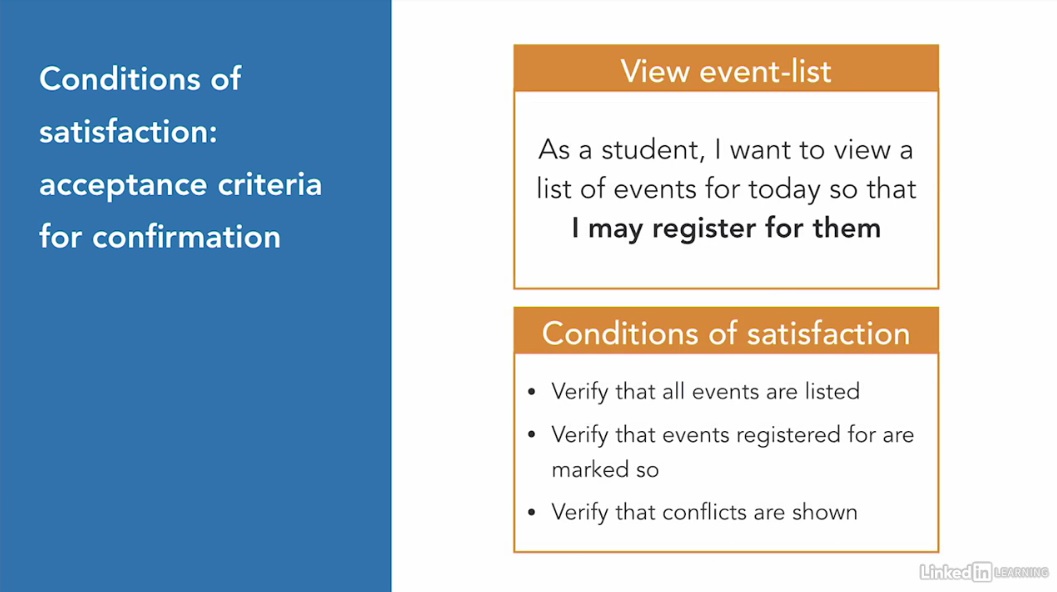 Conditions of
satisfaction:
acceptance criteria
for confirmation
View event-list
As a student, I want to view a
list of events for today so that
I may register for them
Conditions of satisfaction
• Verify that all events are listed
• Verify that events registered for are
marked so
• Verify that conflicts are shown
Linked in LEARNING